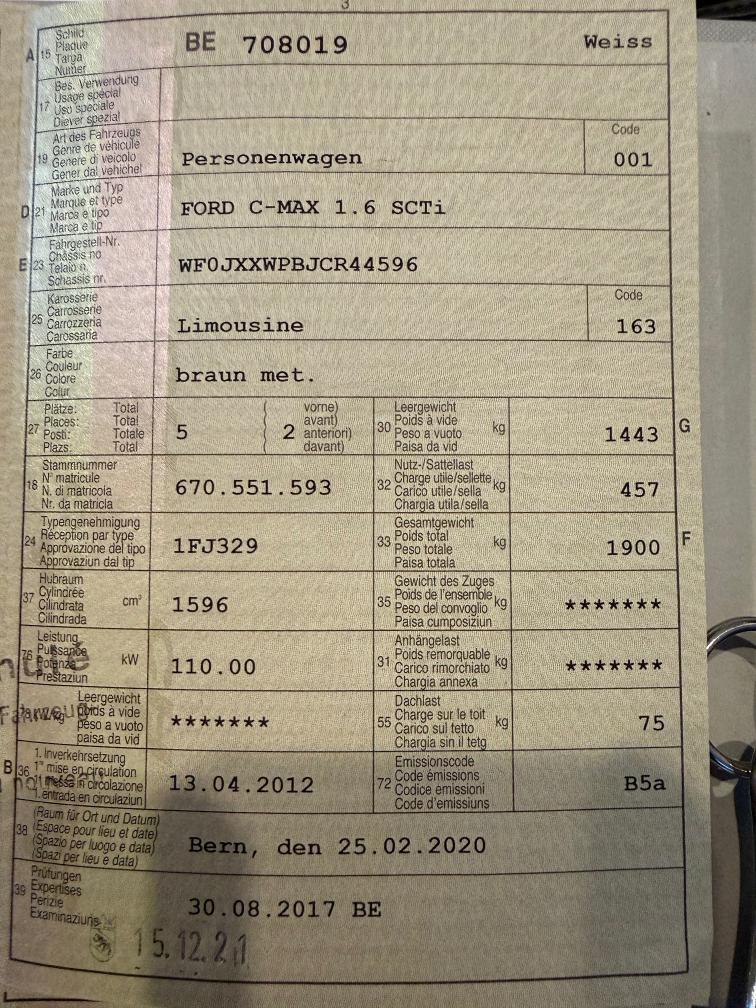 3
A 15 Schild
Plaque
Targa
Numer
BE 708019 Weiss
17 Bes. Verwendung
Usage spécial
Uso speciale
Diever spezial
19 Art des Fahrzeugs
Genre de véhicule
Genere di veicolo
Gener dal vehichel
Personenwagen
Code
001
D 21 Marke und Typ
Marque et type
Marca e tipo
Marca e tip
FORD C-MAX 1.6 SCTi
E 23 Fahrgestell-Nr.
Châssis no
Telaio n.
Schassis nr.
WF0JXXWPBJCR44596
25 Karosserie
Carrosserie
Carrozzeria
Carossaria
Limousine
Code
163
26 Farbe
Couleur
Colore
Colur
braun met.
27 Plätze: Total
Places: Total
Posti: Totale
Plazs: Total
5
( vorne)
( avant)
( 2 anteriori)
( davant)
30 Leergewicht
Poids à vide
Peso a vuoto
Paisa da vid
kg
1443
G
18 Stammnummer
N° matricule
N. di matricola
Nr. da matricla
670.551.593
32 Nutz-/Sattellast
Charge utile/sellette
Carico utile/sella
Chargia utila/sella
kg
457
24 Typengenehmigung
Réception par type
Approvazione del tipo
Approvaziun dal tip
1FJ329
33 Gesamtgewicht
Poids total
Peso totale
Paisa totala
kg
1900
F
37 Hubraum
Cylindrée
Cilindrata
Cilindrada
cm³
1596
35 Gewicht des Zuges
Poids de l'ensemble
Peso del convoglio
Paisa cumposiziun
kg
*******
76 Leistung
Puissance
Potenza
Prestaziun
kW
110.00
31 Anhängelast
Poids remorquable
Carico rimorchiato
Chargia annexa
kg
*******
Leergewicht
poids à vide
peso a vuoto
paisa da vid
*******
55 Dachlast
Charge sur le toit
Carico sul tetto
Chargia sin il tetg
kg
75
B 36 1. Inverkehrsetzung
1re mise en circulation
1a messa in circolazione
1. entrada en circulaziun
13.04.2012
72 Emissionscode
Code émissions
Codice emissioni
Code d'emissiuns
B5a
38 (Raum für Ort und Datum)
(Espace pour lieu et date)
(Spazio per luogo e data)
(Spazi per lieu e data)
Bern, den 25.02.2020
39 Prüfungen
Expertises
Perizie
Examinaziuns
30.08.2017 BE
15.12.21